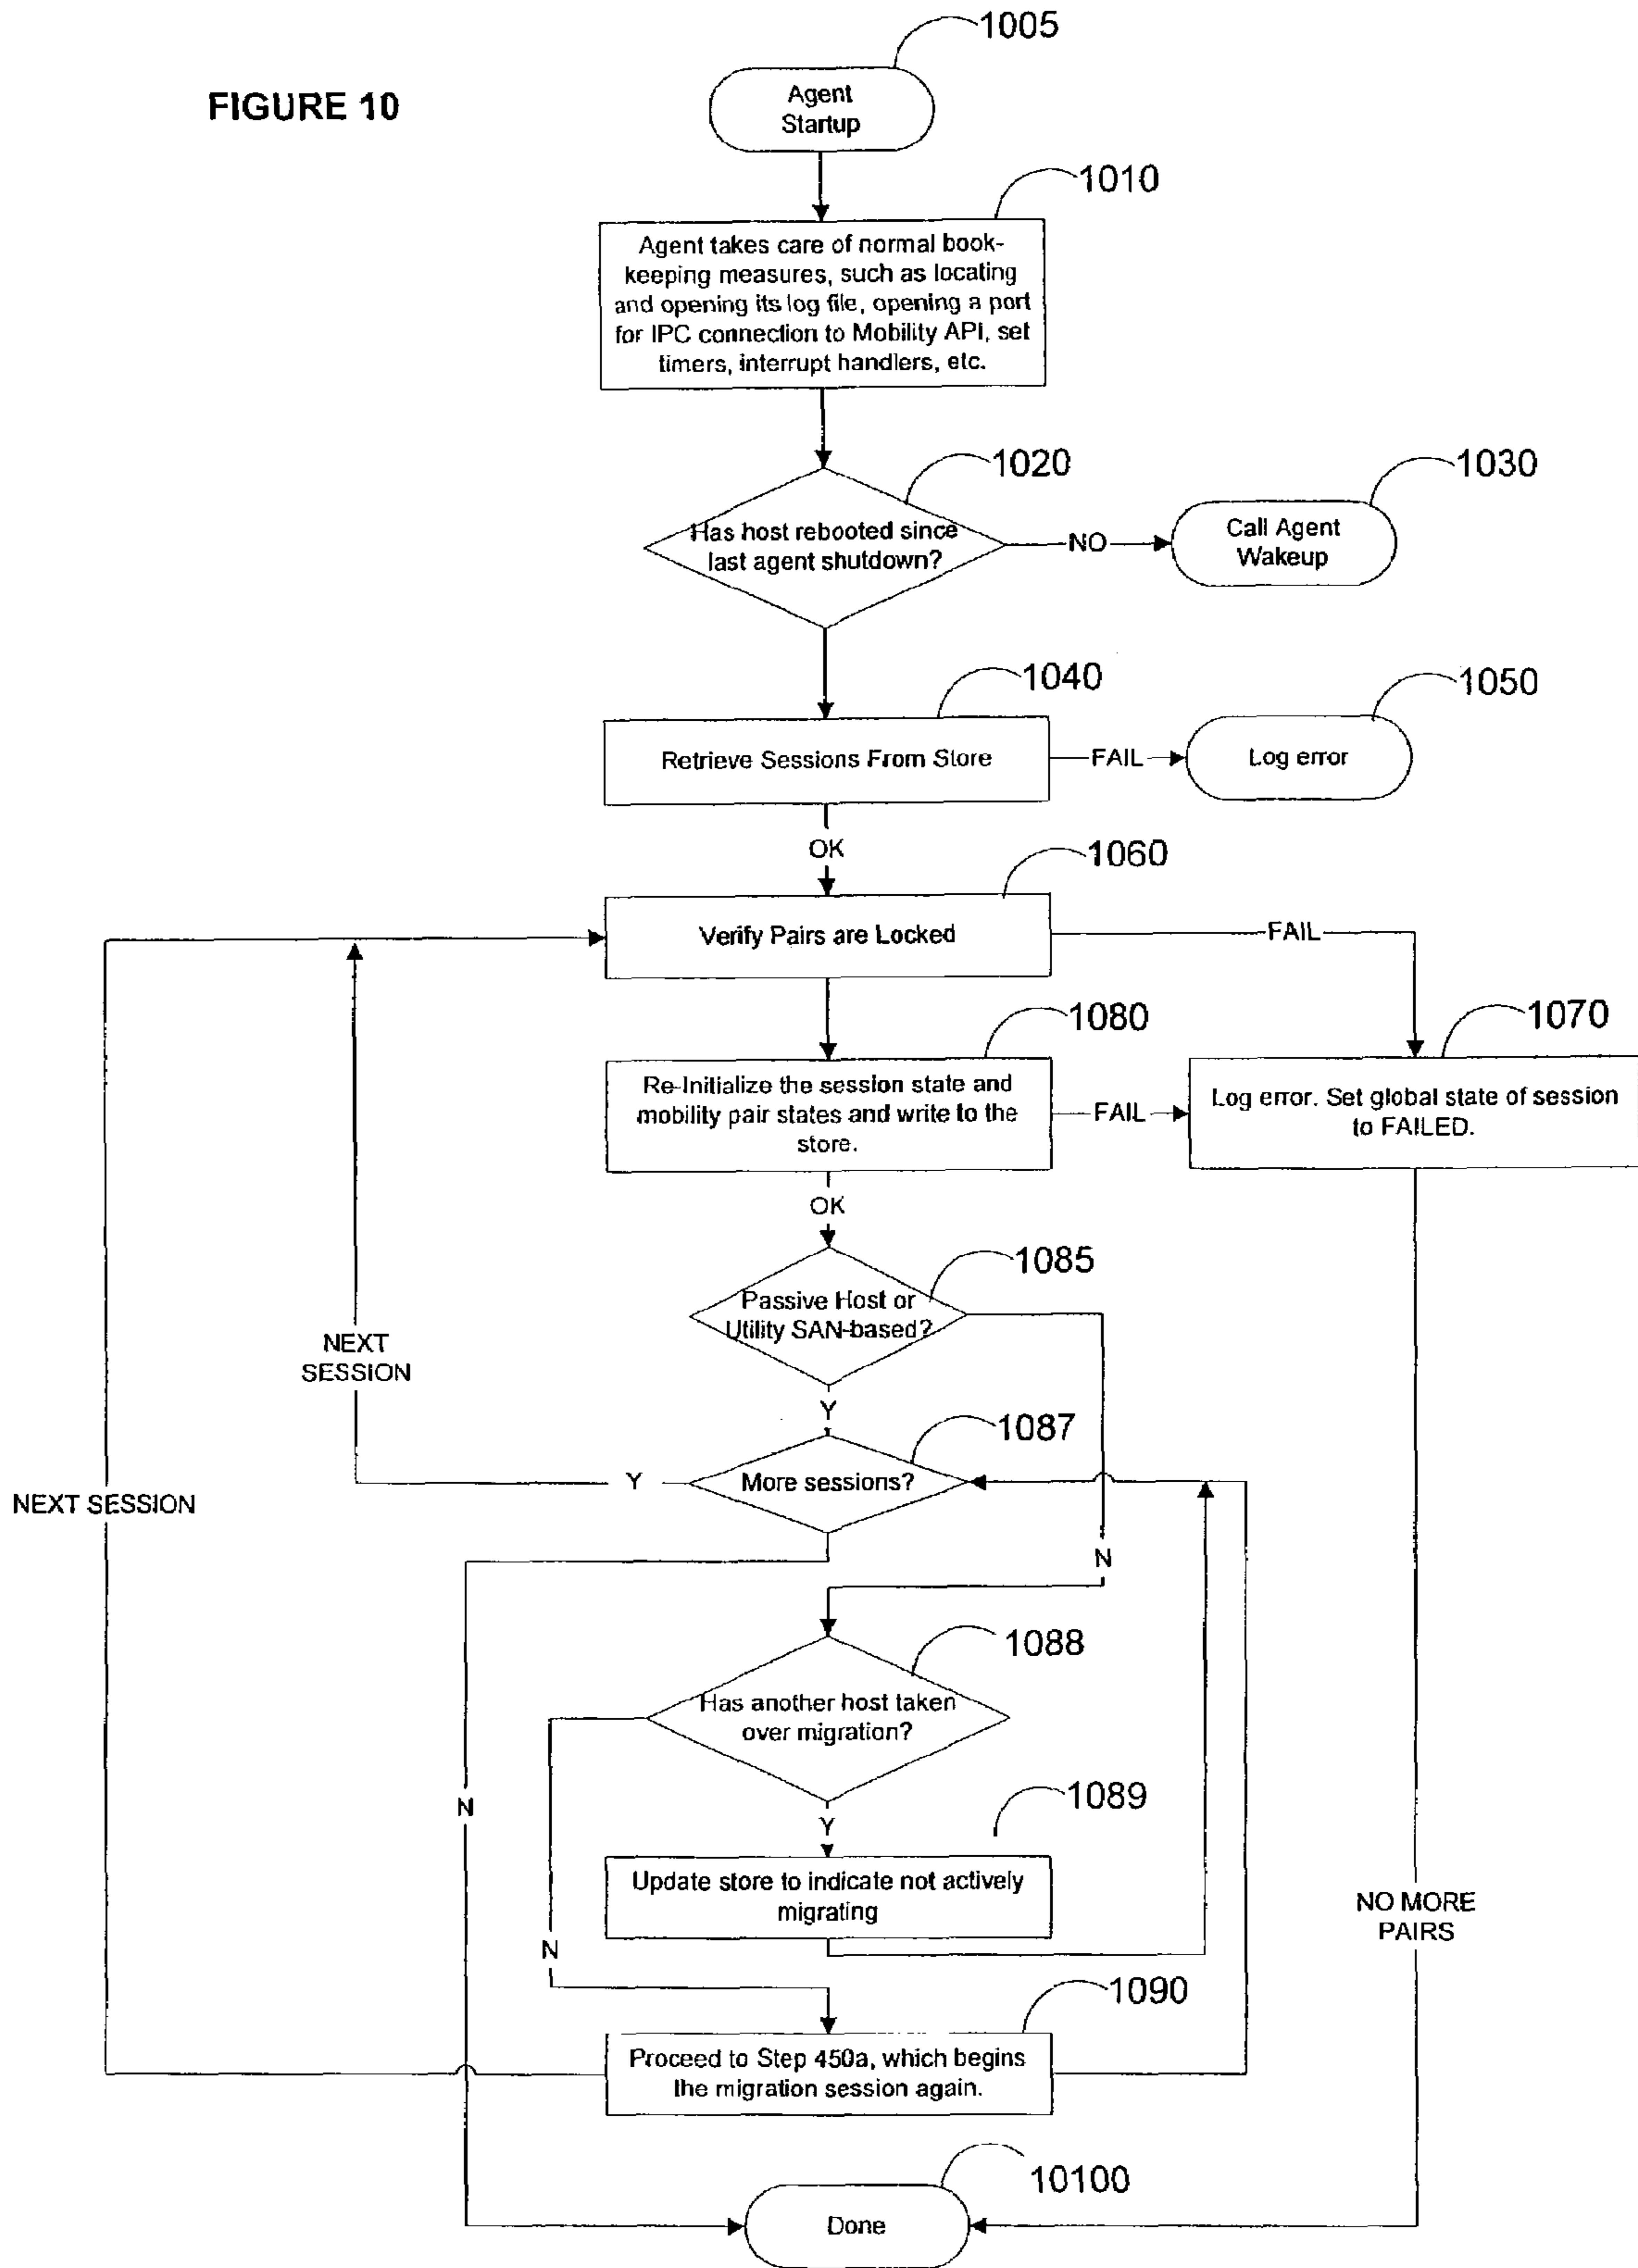 1005
FIGURE 10
Agent
Startup
1010
Agent takes care of normal book-
keeping measures, such as locating
and opening its log file, opening a port
for IPC connection to Mobility API, set
timers, interrupt handlers, etc.
1020
1030
Has host rebooted since
last agent shutdown?
NO
Call Agent
Wakeup
1040
1050
Retrieve Sessions From Store
FAIL
Log error
OK
1060
Verify Pairs are Locked
FAIL
1080
1070
Re-Initialize the session state and
mobility pair states and write to the
store.
FAIL
Log error. Set global state of session
to FAILED.
OK
1085
Passive Host or
Utility SAN-based?
NEXT
SESSION
Y
1087
More sessions?
Y
NEXT SESSION
N
1088
Has another host taken
over migration?
N
1089
Y
Update store to indicate not actively
migrating
NO MORE
PAIRS
N
1090
Proceed to Step 450a, which begins
the migration session again.
10100
Done